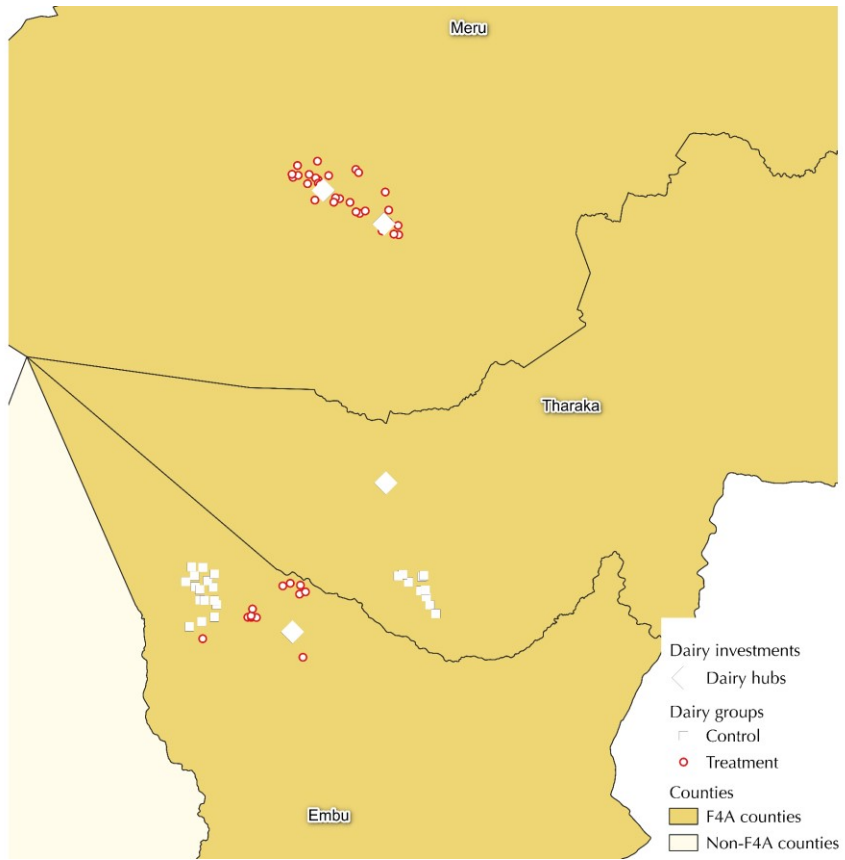 Meru
Tharaka
Embu
Dairy investments
Dairy hubs
Dairy groups
Control
Treatment
Counties
F4A counties
Non-F4A counties